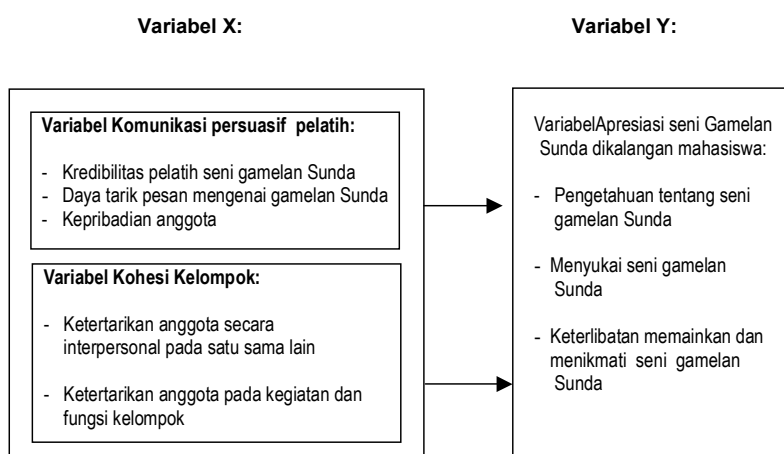 Variabel X:
Variabel Y:
Variabel Komunikasi persuasif pelatih:
- Kredibilitas pelatih seni gamelan Sunda
- Daya tarik pesan mengenai gamelan Sunda
- Kepribadian anggota
Variabel Kohesi Kelompok:
- Ketertarikan anggota secara
interpersonal pada satu sama lain
- Ketertarikan anggota pada kegiatan dan
fungsi kelompok
VariabelApresiasi seni Gamelan
Sunda dikalangan mahasiswa:
- Pengetahuan tentang seni
gamelan Sunda
- Menyukai seni gamelan
Sunda
- Keterlibatan memainkan dan
menikmati seni gamelan
Sunda